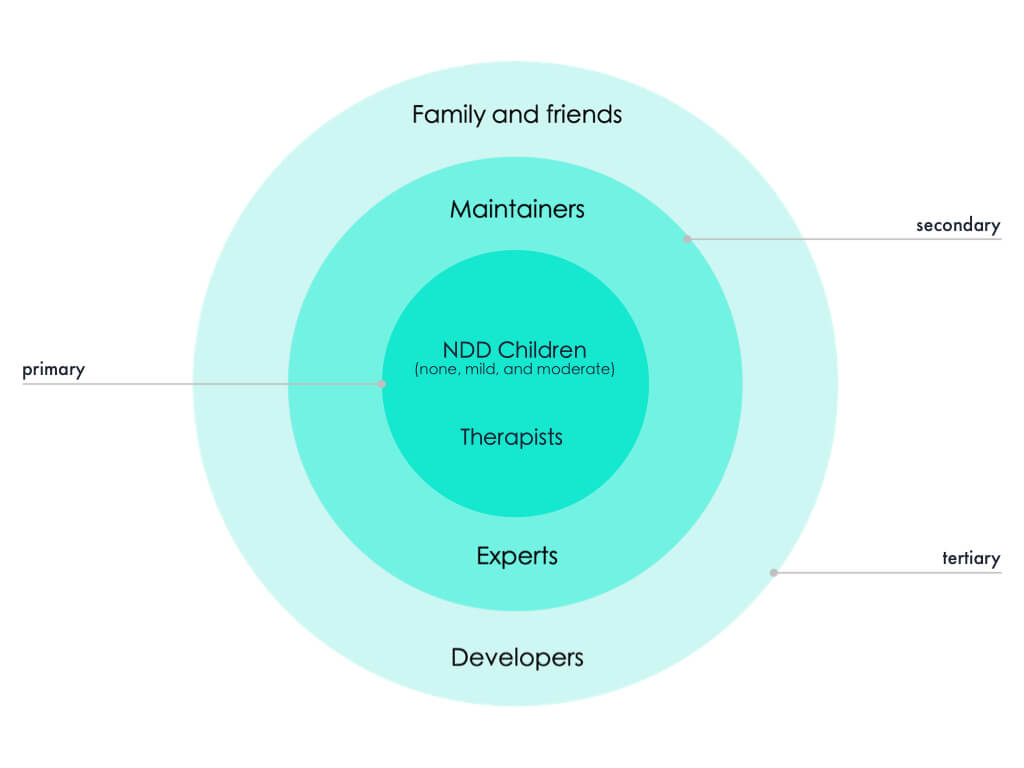 Family and friends
Maintainers
secondary
NDD Children
(none, mild, and moderate)
primary
Therapists
Experts
tertiary
Developers